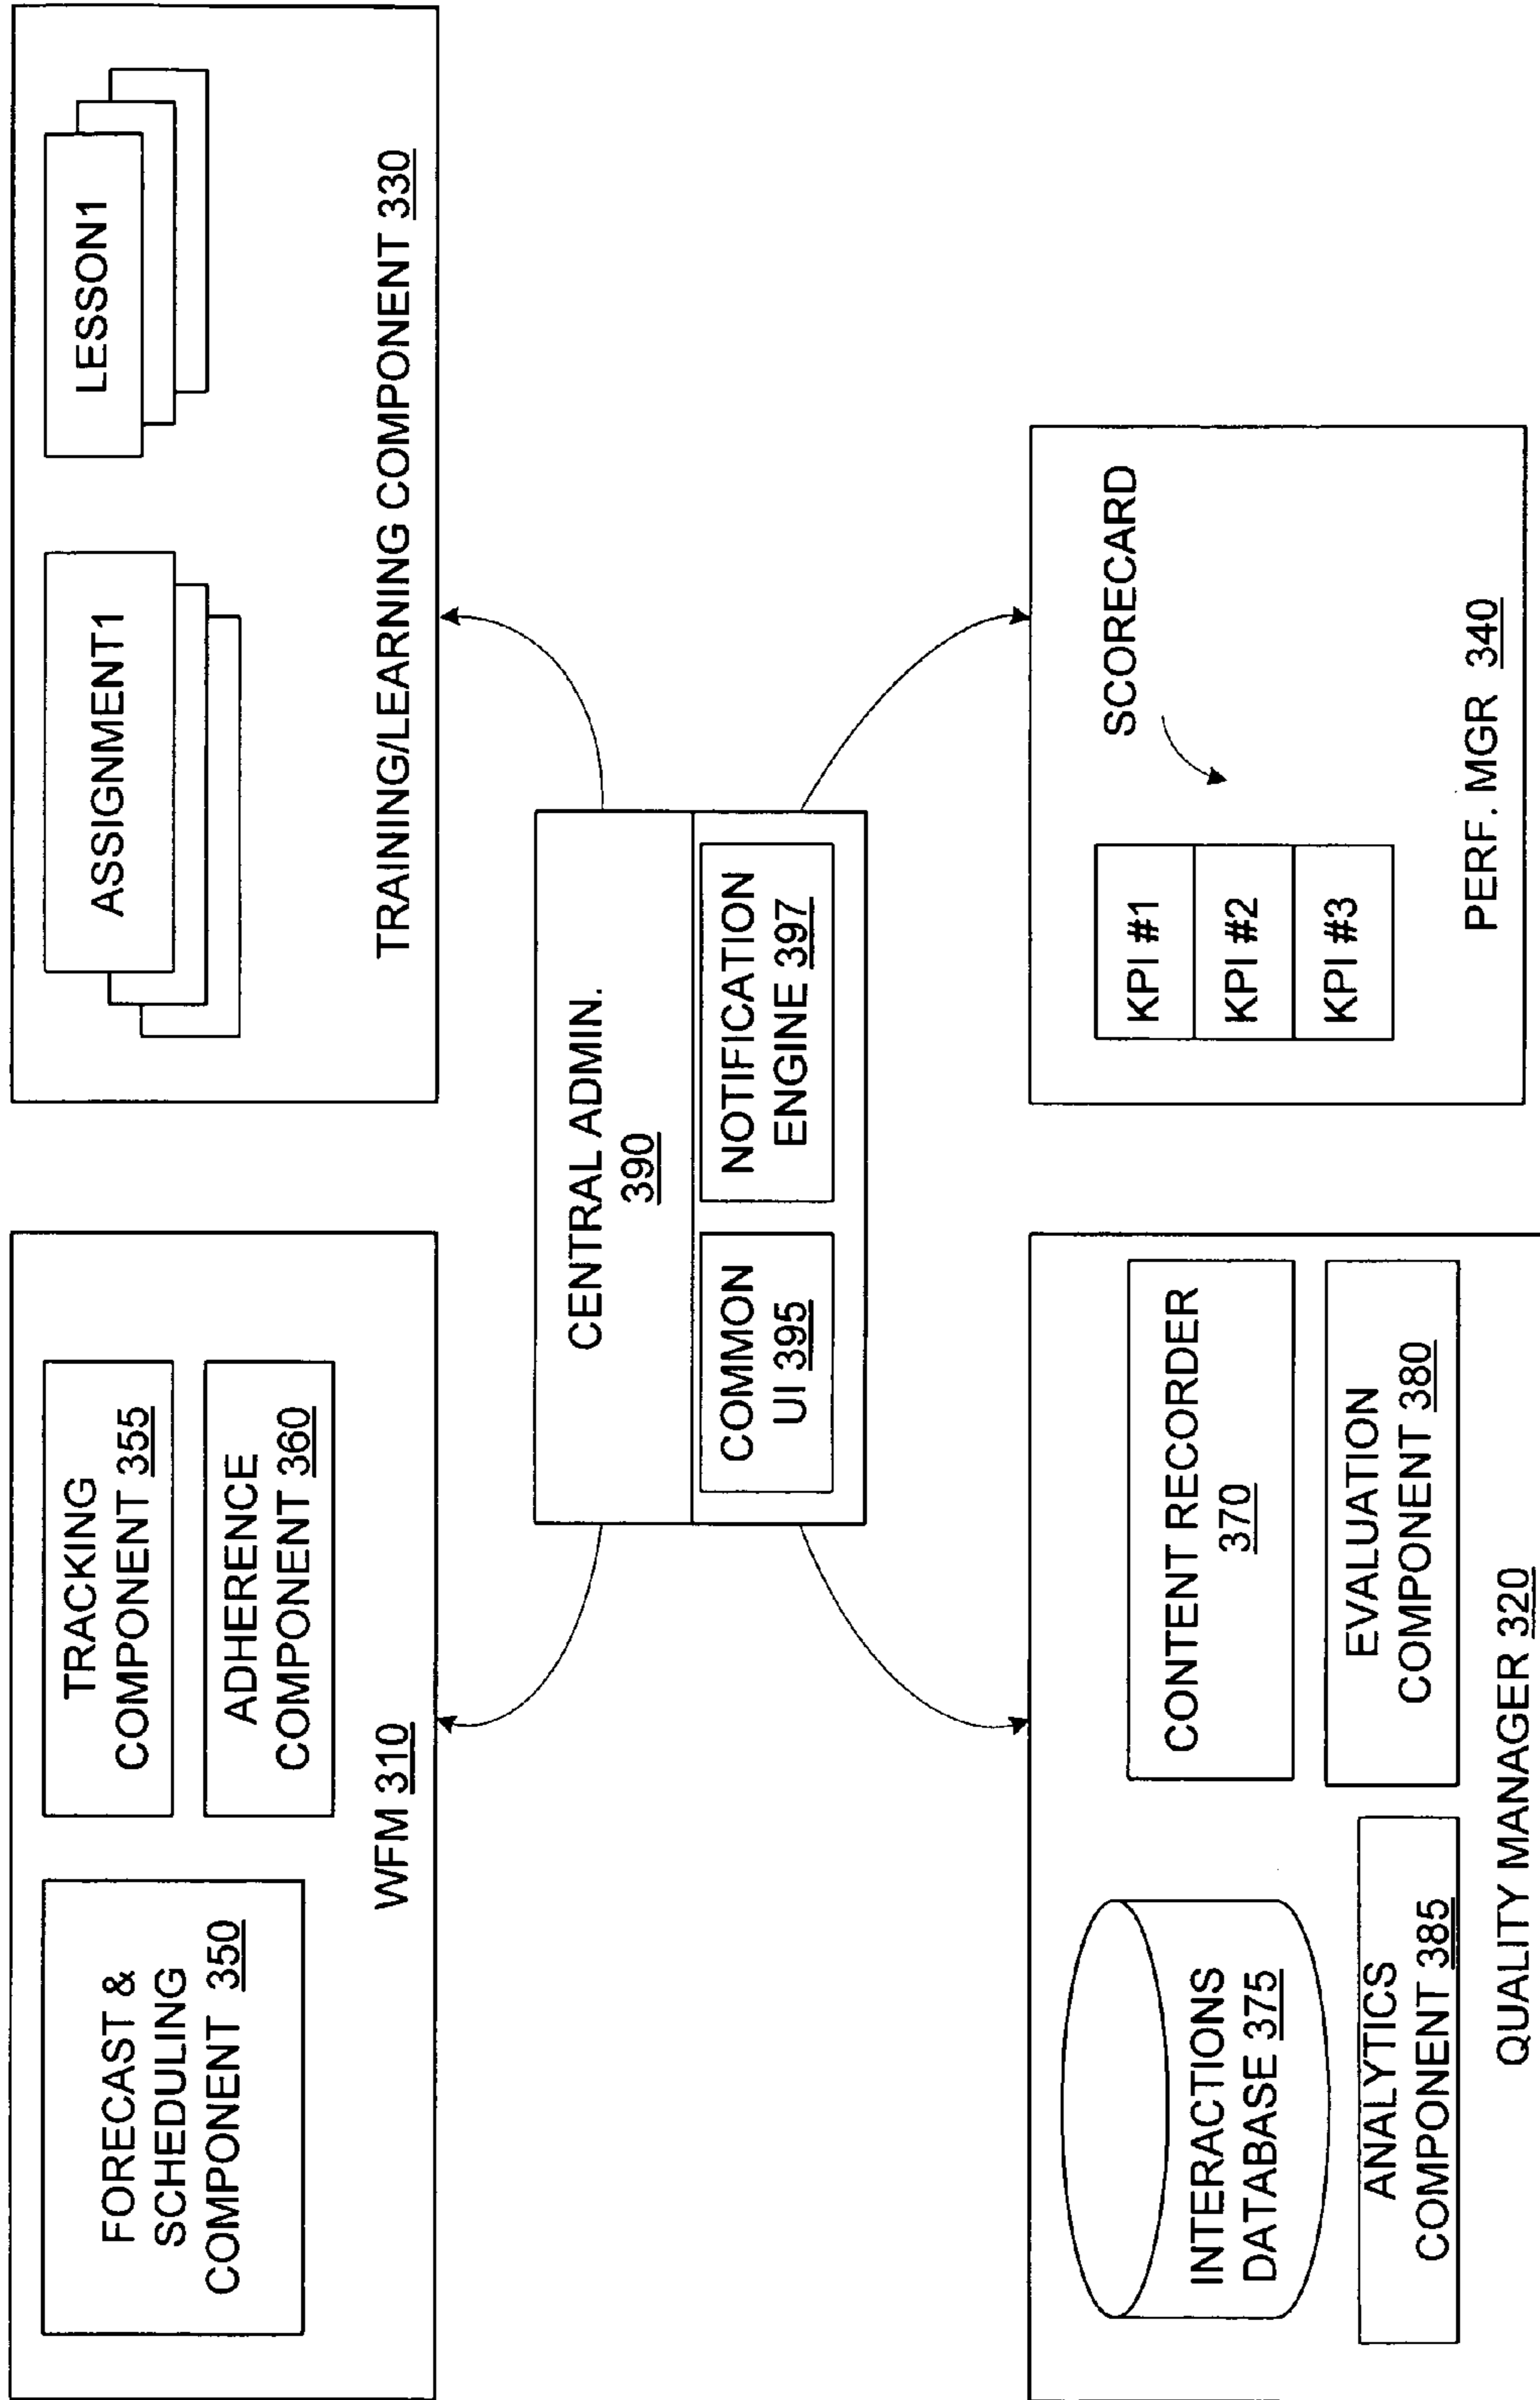 FORECAST &
SCHEDULING
COMPONENT 350
TRACKING
COMPONENT 355
ADHERENCE
COMPONENT 360
WFM 310
ASSIGNMENT1
LESSON1
TRAINING/LEARNING COMPONENT 330
CENTRAL ADMIN.
390
COMMON
UI 395
NOTIFICATION
ENGINE 397
INTERACTIONS
DATABASE 375
CONTENT RECORDER
370
ANALYTICS
COMPONENT 385
EVALUATION
COMPONENT 380
QUALITY MANAGER 320
SCORECARD
KPI #1
KPI #2
KPI #3
PERF. MGR 340